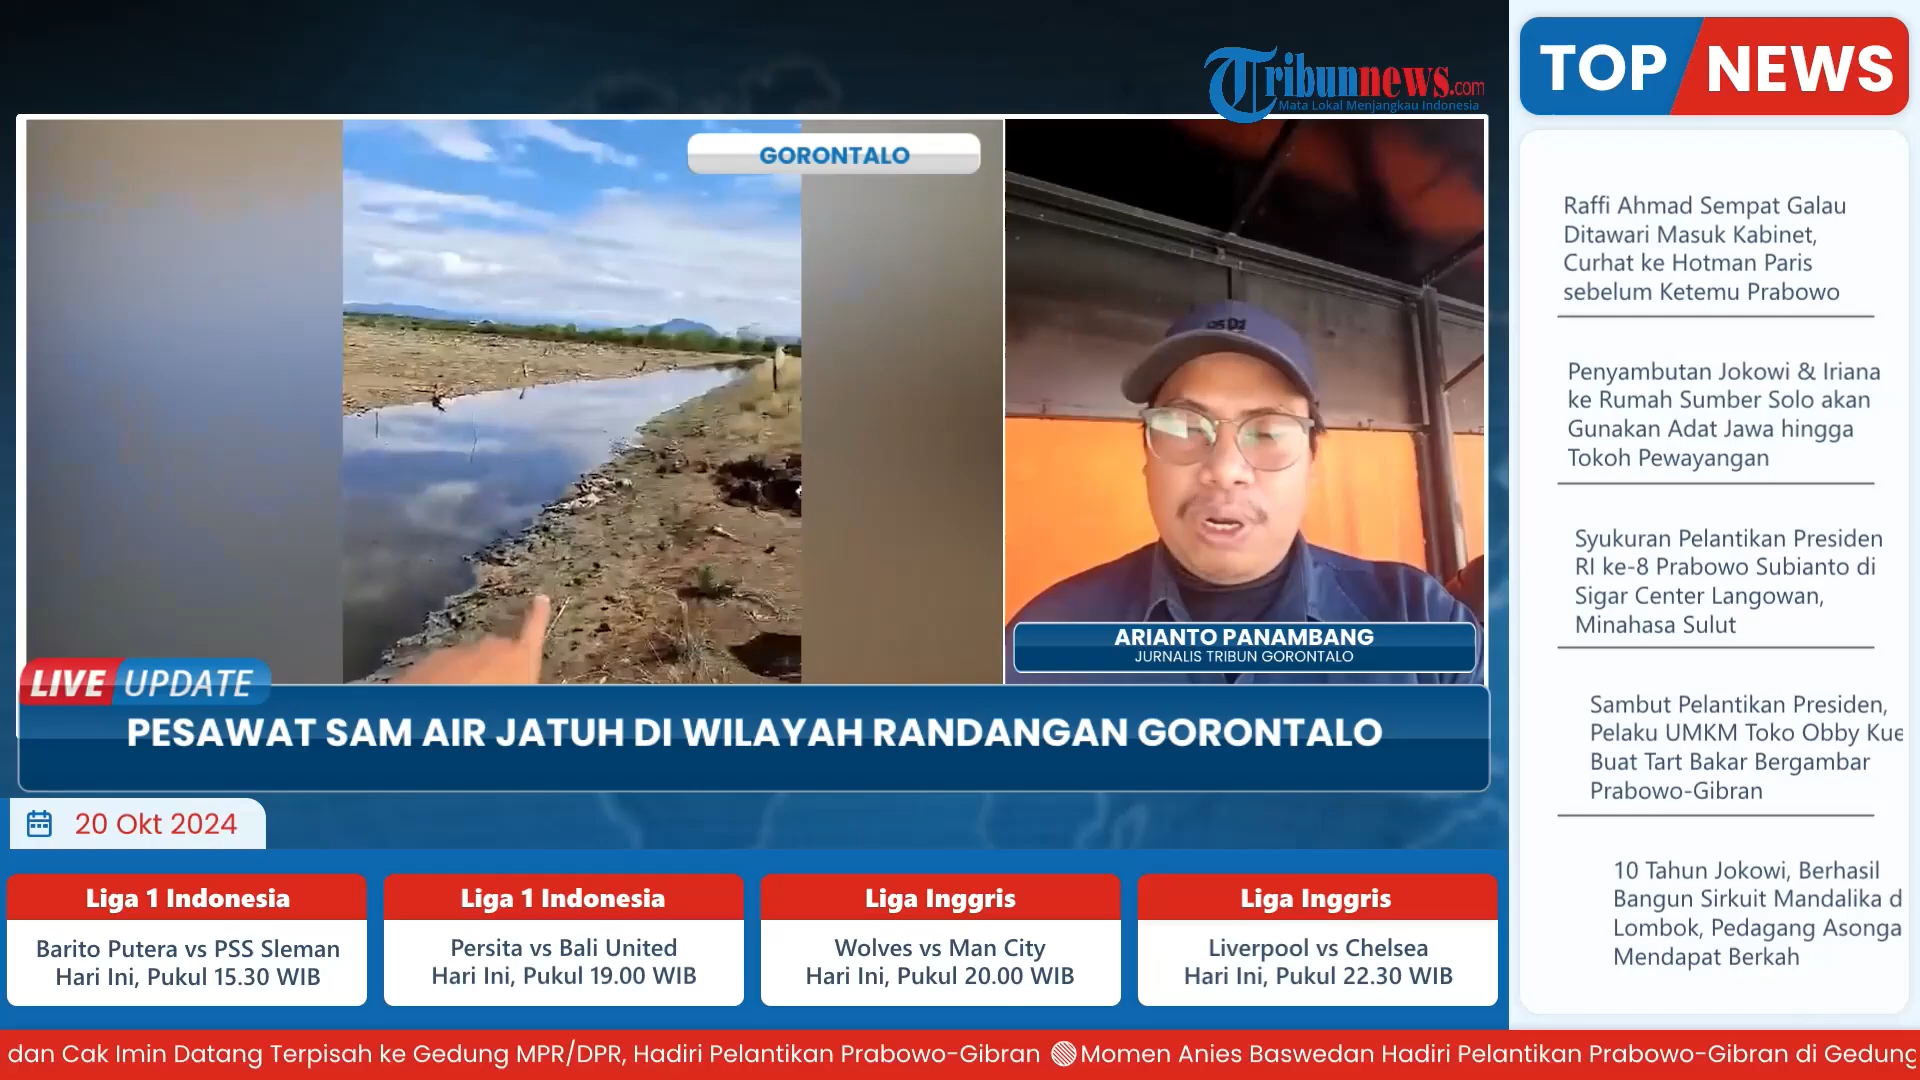 Tribunnews.com
Mata Lokal Menjangkau Indonesia
TOP NEWS
GORONTALO
Raffi Ahmad Sempat Galau
Ditawari Masuk Kabinet,
Curhat ke Hotman Paris
sebelum Ketemu Prabowo
Penyambutan Jokowi & Iriana
ke Rumah Sumber Solo akan
Gunakan Adat Jawa hingga
Tokoh Pewayangan
Syukuran Pelantikan Presiden
RI ke-8 Prabowo Subianto di
Sigar Center Langowan,
Minahasa Sulut
Sambut Pelantikan Presiden,
Pelaku UMKM Toko Obby Kue
Buat Tart Bakar Bergambar
Prabowo-Gibran
10 Tahun Jokowi, Berhasil
Bangun Sirkuit Mandalika d
Lombok, Pedagang Asonga
Mendapat Berkah
ARIANTO PANAMBANG
JURNALIS TRIBUN GORONTALO
LIVE UPDATE
PESAWAT SAM AIR JATUH DI WILAYAH RANDANGAN GORONTALO
20 Okt 2024
Liga 1 Indonesia
Barito Putera vs PSS Sleman
Hari Ini, Pukul 15.30 WIB
Liga 1 Indonesia
Persita vs Bali United
Hari Ini, Pukul 19.00 WIB
Liga Inggris
Wolves vs Man City
Hari Ini, Pukul 20.00 WIB
Liga Inggris
Liverpool vs Chelsea
Hari Ini, Pukul 22.30 WIB
dan Cak Imin Datang Terpisah ke Gedung MPR/DPR, Hadiri Pelantikan Prabowo-Gibran Momen Anies Baswedan Hadiri Pelantikan Prabowo-Gibran di Gedung